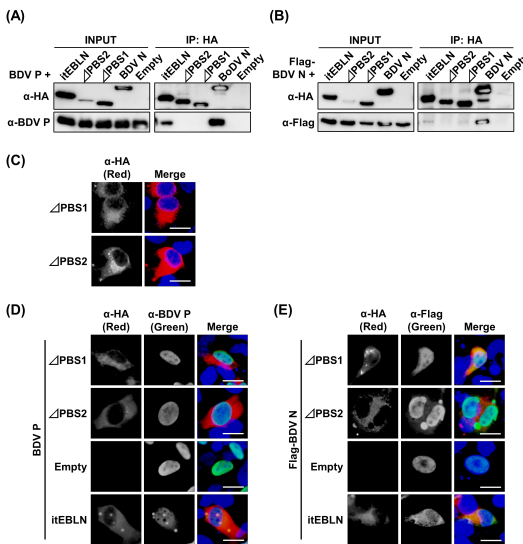 (A)
INPUT
IP: HA
BDV P +
itEBLN
⊿PBS2
⊿PBS1
BDV N
Empty
itEBLN
⊿PBS2
⊿PBS1
BoDV N
Empty
α-HA
α-BDV P
(B)
INPUT
IP: HA
Flag-
BDV N +
itEBLN
⊿PBS2
⊿PBS1
BDV N
Empty
itEBLN
⊿PBS2
⊿PBS1
BDV N
Empty
α-HA
α-Flag
(C)
α-HA
(Red)
Merge
⊿PBS1
⊿PBS2
(D)
α-HA
(Red)
α-BDV P
(Green)
Merge
BDV P
⊿PBS1
⊿PBS2
Empty
itEBLN
(E)
α-HA
(Red)
α-Flag
(Green)
Merge
Flag-BDV N
⊿PBS1
⊿PBS2
Empty
itEBLN